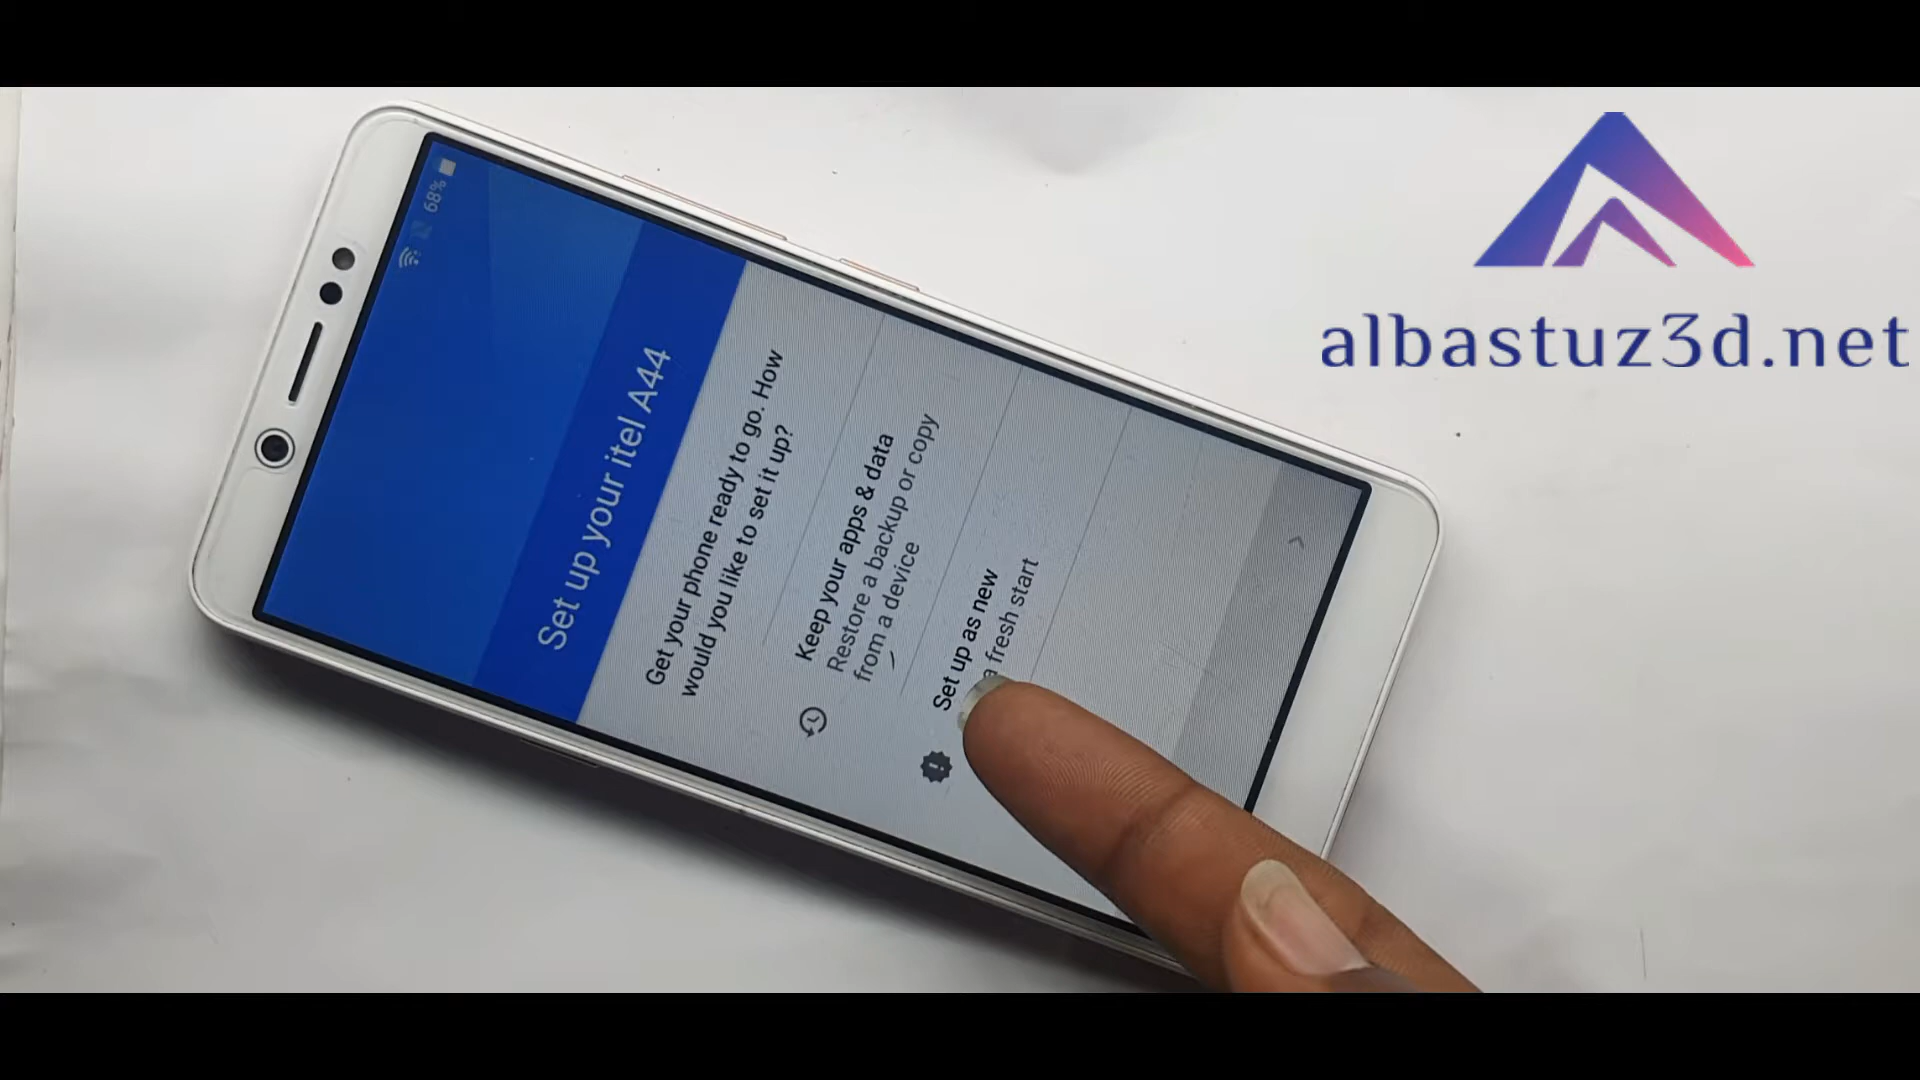 68%
Set up your itel A44
Get your phone ready to go. How
would you like to set it up?
Keep your apps & data
Restore a backup or copy
from a device
Set up as new
a fresh start
albastuz3d.net